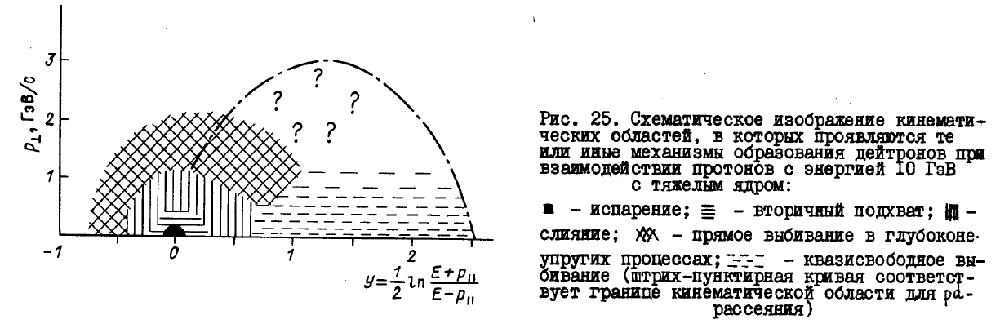 3
2
1
p⊥, ГэВ/с
? ? ? ? ?
-1 0 1 2
y = 1/2 ln (E+p∥)/(E-p∥)
Рис. 25. Схематическое изображение кинемати-
ческих областей, в которых проявляются те
или иные механизмы образования дейтронов при
взаимодействии протонов с энергией 10 ГэВ
с тяжелым ядром:
– испарение; – вторичный подхват; –
слияние; – прямое выбивание в глубоконе-
упругих процессах; – квазисвободное вы-
бивание (штрих-пунктирная кривая соответст-
вует границе кинематической области для pd-
рассеяния)